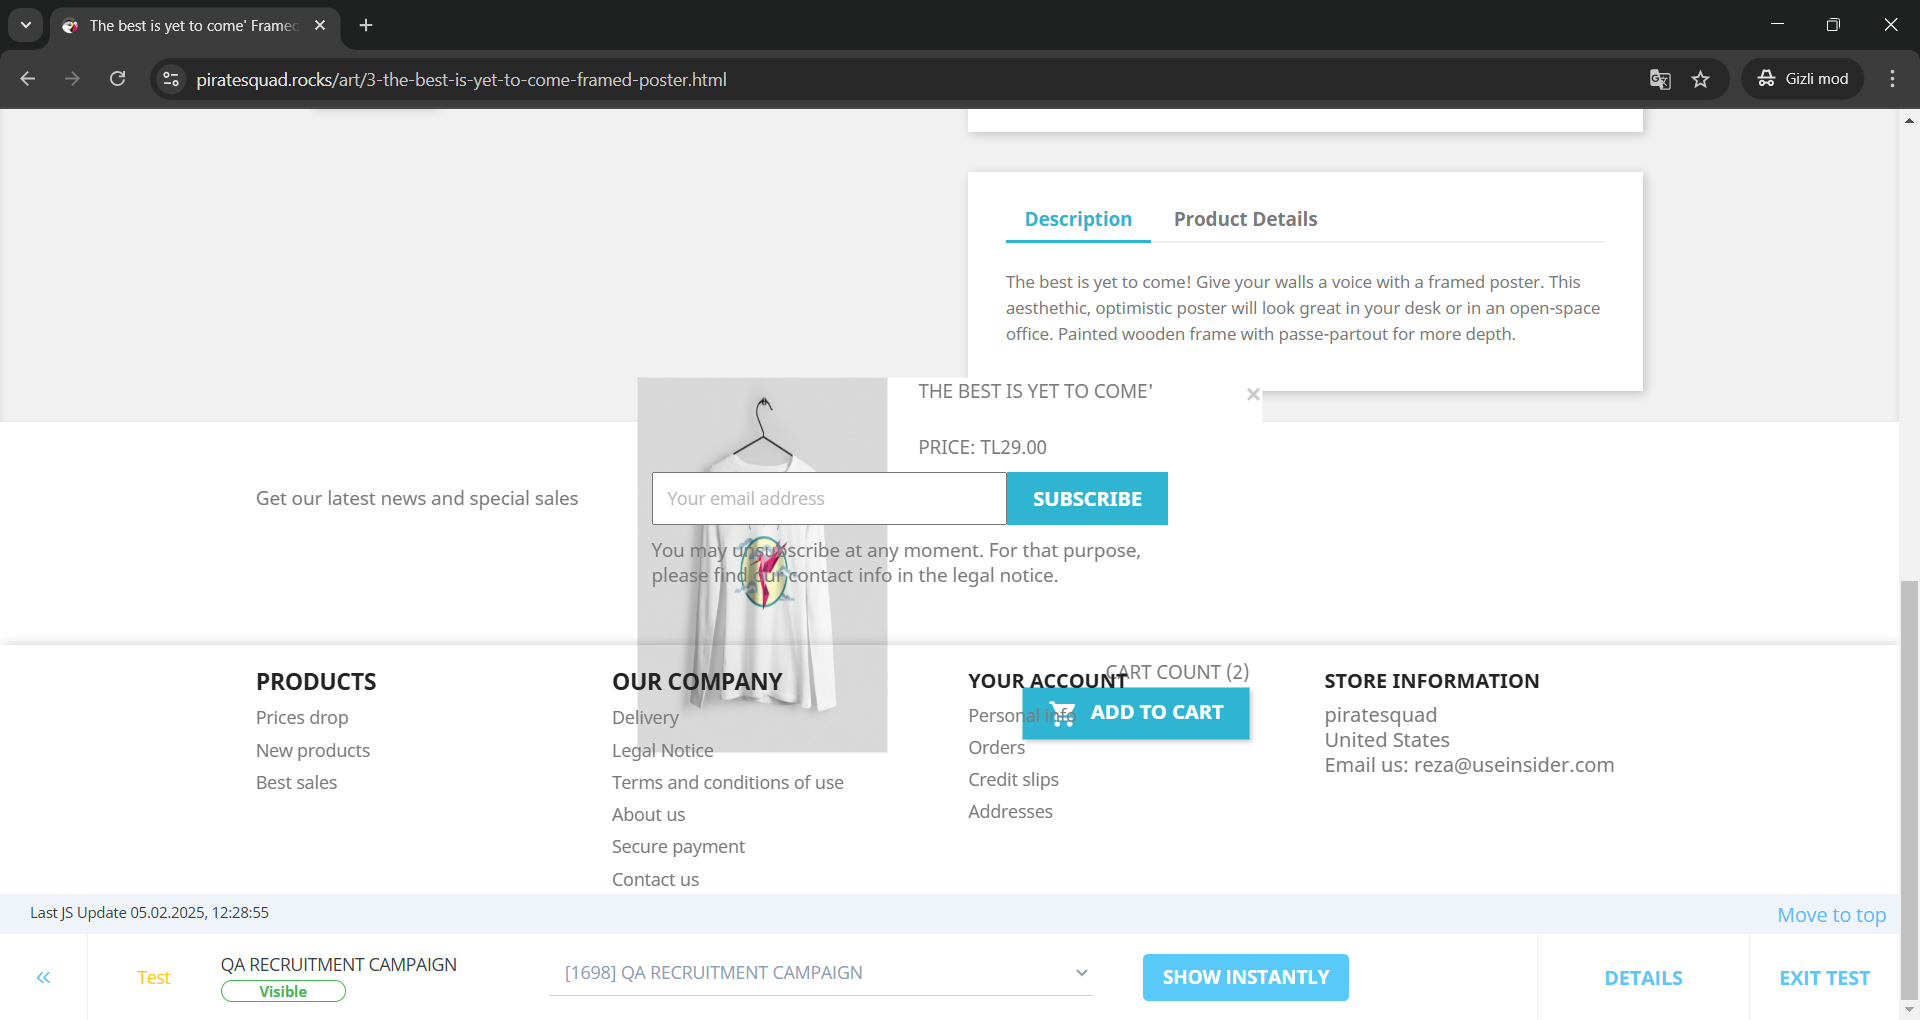 The best is yet to come' Framed
piratesquad.rocks/art/3-the-best-is-yet-to-come-framed-poster.html
Gizli mod
Description
Product Details
The best is yet to come! Give your walls a voice with a framed poster. This
aesthethic, optimistic poster will look great in your desk or in an open-space
office. Painted wooden frame with passe-partout for more depth.
THE BEST IS YET TO COME'
×
PRICE: TL29.00
Get our latest news and special sales
Your email address
SUBSCRIBE
You may unsubscribe at any moment. For that purpose,
please find our contact info in the legal notice.
CART COUNT (2)
ADD TO CART
PRODUCTS
Prices drop
New products
Best sales
OUR COMPANY
Delivery
Legal Notice
Terms and conditions of use
About us
Secure payment
Contact us
YOUR ACCOUNT
Personal info
Orders
Credit slips
Addresses
STORE INFORMATION
piratesquad
United States
Email us: reza@useinsider.com
Last JS Update 05.02.2025, 12:28:55
Move to top
Test
QA RECRUITMENT CAMPAIGN
Visible
[1698] QA RECRUITMENT CAMPAIGN
SHOW INSTANTLY
DETAILS
EXIT TEST